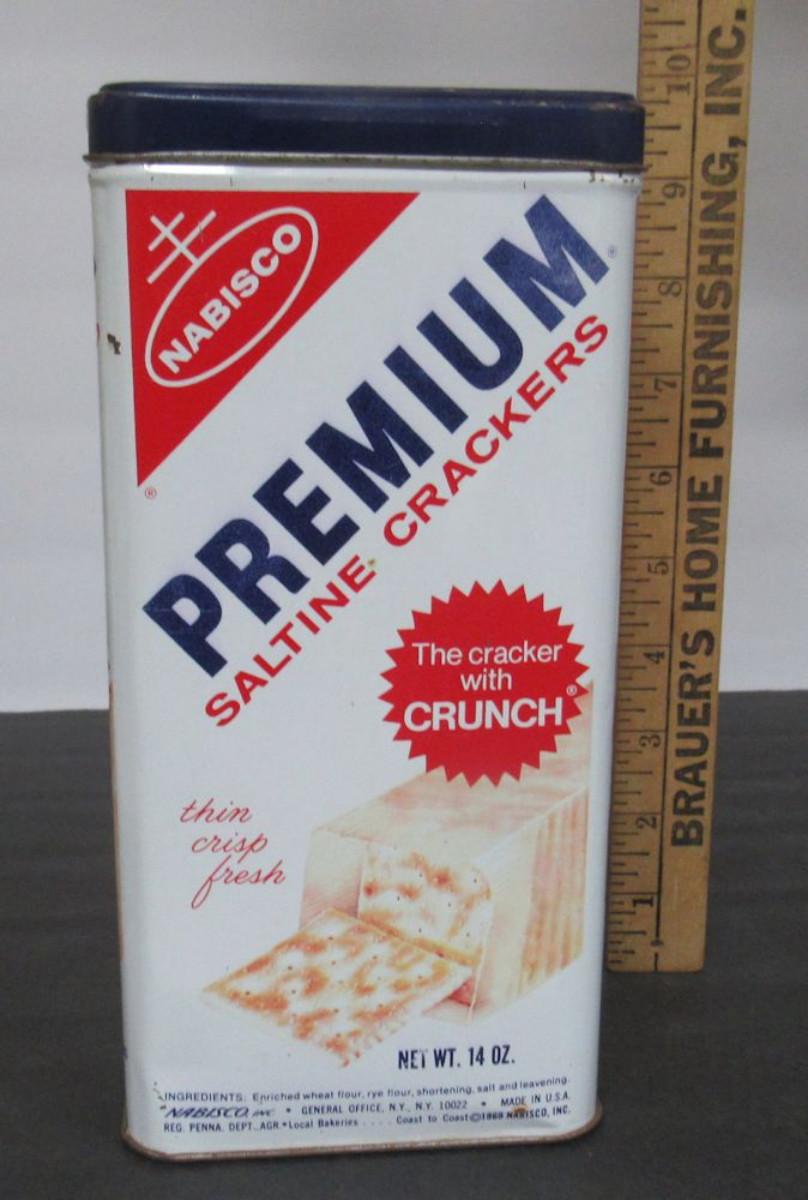 NABISCO
®
PREMIUM®
SALTINE CRACKERS
The cracker
with
CRUNCH®
thin
crisp
fresh
NET WT. 14 OZ.
INGREDIENTS: Enriched wheat flour, rye flour, shortening, salt and leavening.
NABISCO, INC • GENERAL OFFICE, N.Y., N.Y. 10022 • MADE IN U.S.A.
REG. PENNA. DEPT. AGR. • Local Bakeries .... Coast to Coast © 1969 NABISCO, INC.
BRAUER'S HOME FURNISHING, INC.
1 2 3 4 5 6 7 8 9 10